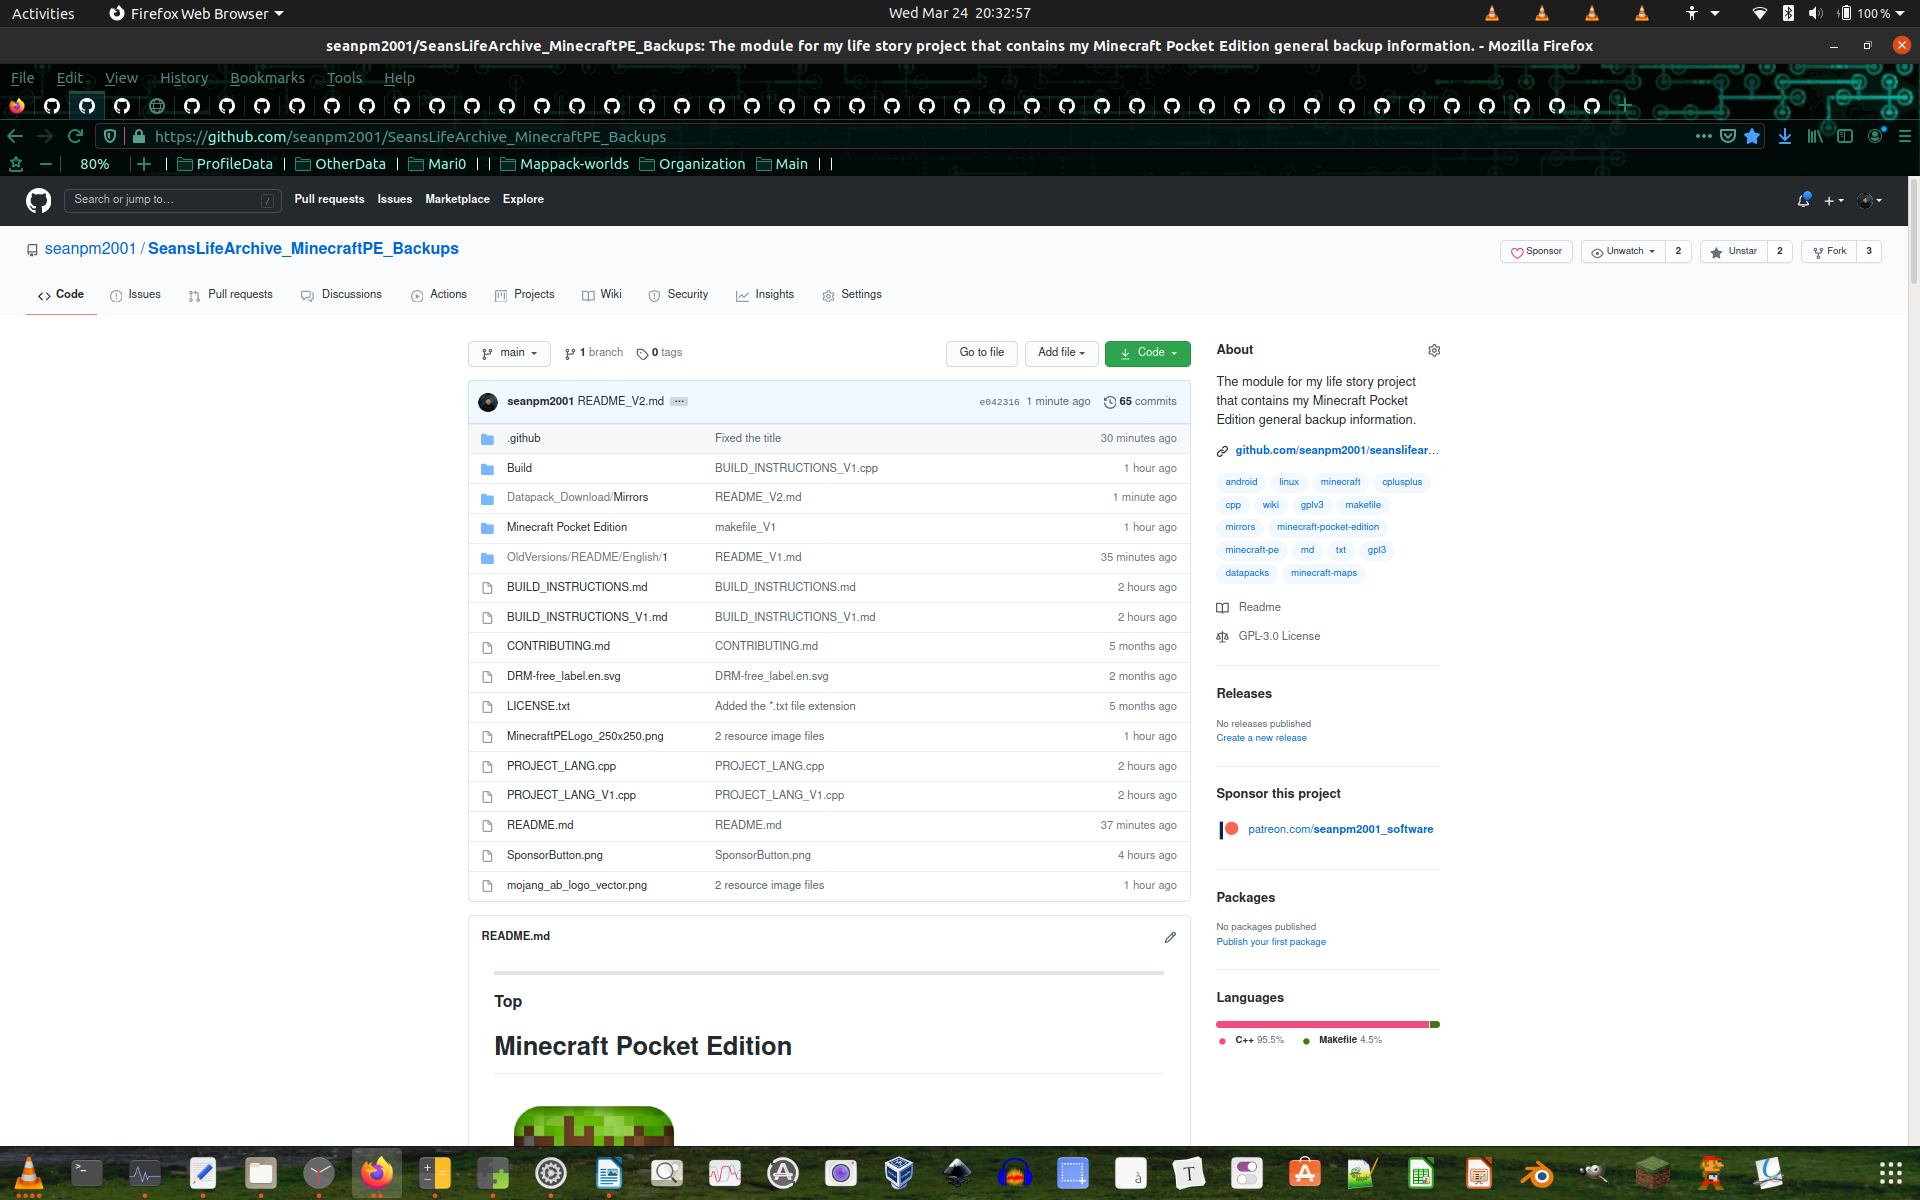 Activities Firefox Web Browser Wed Mar 24 20:32:57 100 %
seanpm2001/SeansLifeArchive_MinecraftPE_Backups: The module for my life story project that contains my Minecraft Pocket Edition general backup information. - Mozilla Firefox
File Edit View History Bookmarks Tools Help
https://github.com/seanpm2001/SeansLifeArchive_MinecraftPE_Backups
80% | ProfileData | OtherData | Mari0 | | Mappack-worlds Organization Main | |
Search or jump to… / Pull requests Issues Marketplace Explore
seanpm2001 / SeansLifeArchive_MinecraftPE_Backups Sponsor Unwatch 2 Unstar 2 Fork 3
Code Issues Pull requests Discussions Actions Projects Wiki Security Insights Settings
main 1 branch 0 tags Go to file Add file Code
seanpm2001 README_V2.md ... e042316 1 minute ago 65 commits
.github Fixed the title 30 minutes ago
Build BUILD_INSTRUCTIONS_V1.cpp 1 hour ago
Datapack_Download/Mirrors README_V2.md 1 minute ago
Minecraft Pocket Edition makefile_V1 1 hour ago
OldVersions/README/English/1 README_V1.md 35 minutes ago
BUILD_INSTRUCTIONS.md BUILD_INSTRUCTIONS.md 2 hours ago
BUILD_INSTRUCTIONS_V1.md BUILD_INSTRUCTIONS_V1.md 2 hours ago
CONTRIBUTING.md CONTRIBUTING.md 5 months ago
DRM-free_label.en.svg DRM-free_label.en.svg 2 months ago
LICENSE.txt Added the *.txt file extension 5 months ago
MinecraftPELogo_250x250.png 2 resource image files 1 hour ago
PROJECT_LANG.cpp PROJECT_LANG.cpp 2 hours ago
PROJECT_LANG_V1.cpp PROJECT_LANG_V1.cpp 2 hours ago
README.md README.md 37 minutes ago
SponsorButton.png SponsorButton.png 4 hours ago
mojang_ab_logo_vector.png 2 resource image files 1 hour ago
README.md
Top
Minecraft Pocket Edition
About
The module for my life story project
that contains my Minecraft Pocket
Edition general backup information.
github.com/seanpm2001/seanslifear…
android linux minecraft cplusplus
cpp wiki gplv3 makefile
mirrors minecraft-pocket-edition
minecraft-pe md txt gpl3
datapacks minecraft-maps
Readme
GPL-3.0 License
Releases
No releases published
Create a new release
Sponsor this project
patreon.com/seanpm2001_software
Packages
No packages published
Publish your first package
Languages
C++ 95.5% Makefile 4.5%